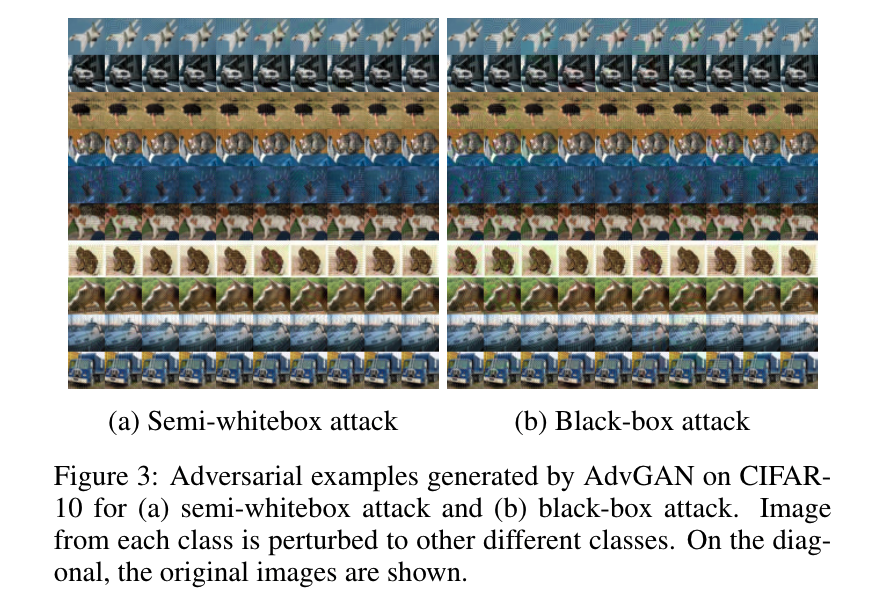 (a) Semi-whitebox attack
(b) Black-box attack
Figure 3: Adversarial examples generated by AdvGAN on CIFAR-
10 for (a) semi-whitebox attack and (b) black-box attack. Image
from each class is perturbed to other different classes. On the diag-
onal, the original images are shown.